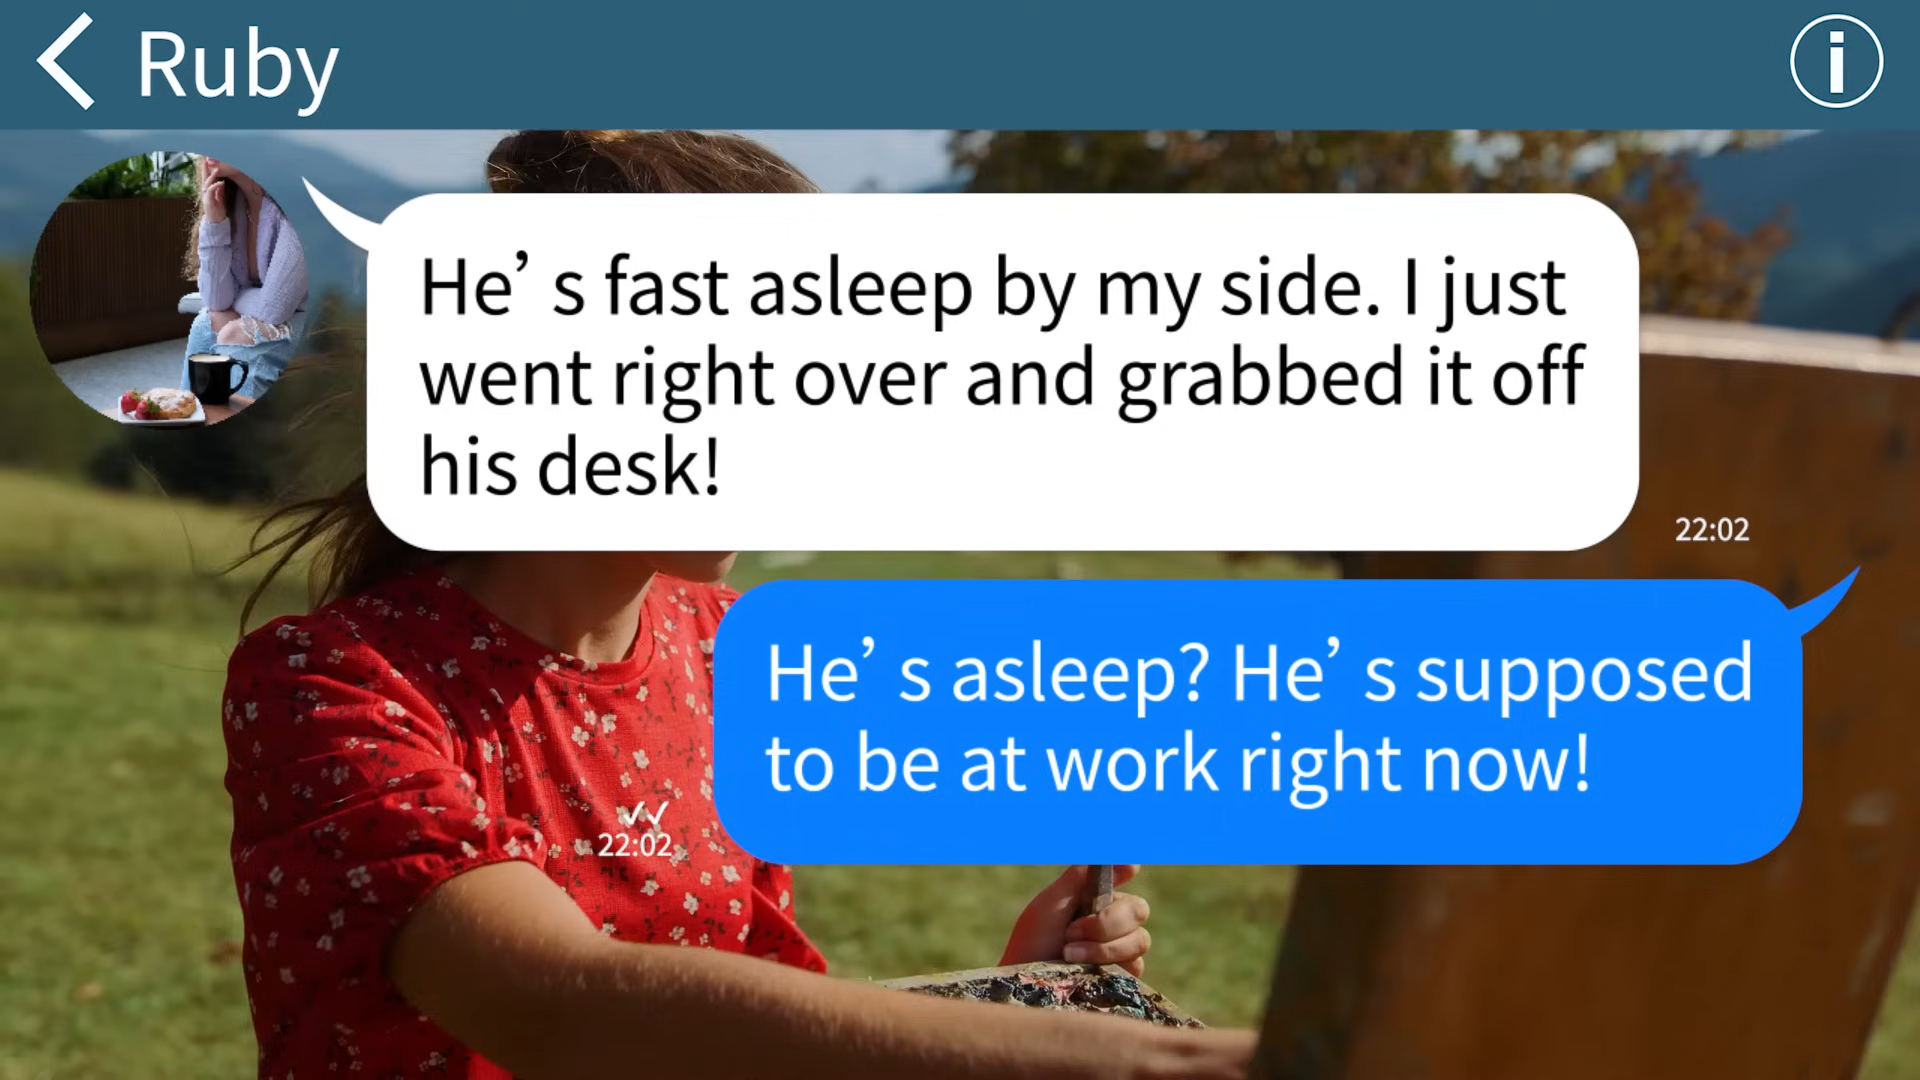 Ruby
He’s fast asleep by my side. I just
went right over and grabbed it off
his desk!
22:02
He’s asleep? He’s supposed
to be at work right now!
22:02